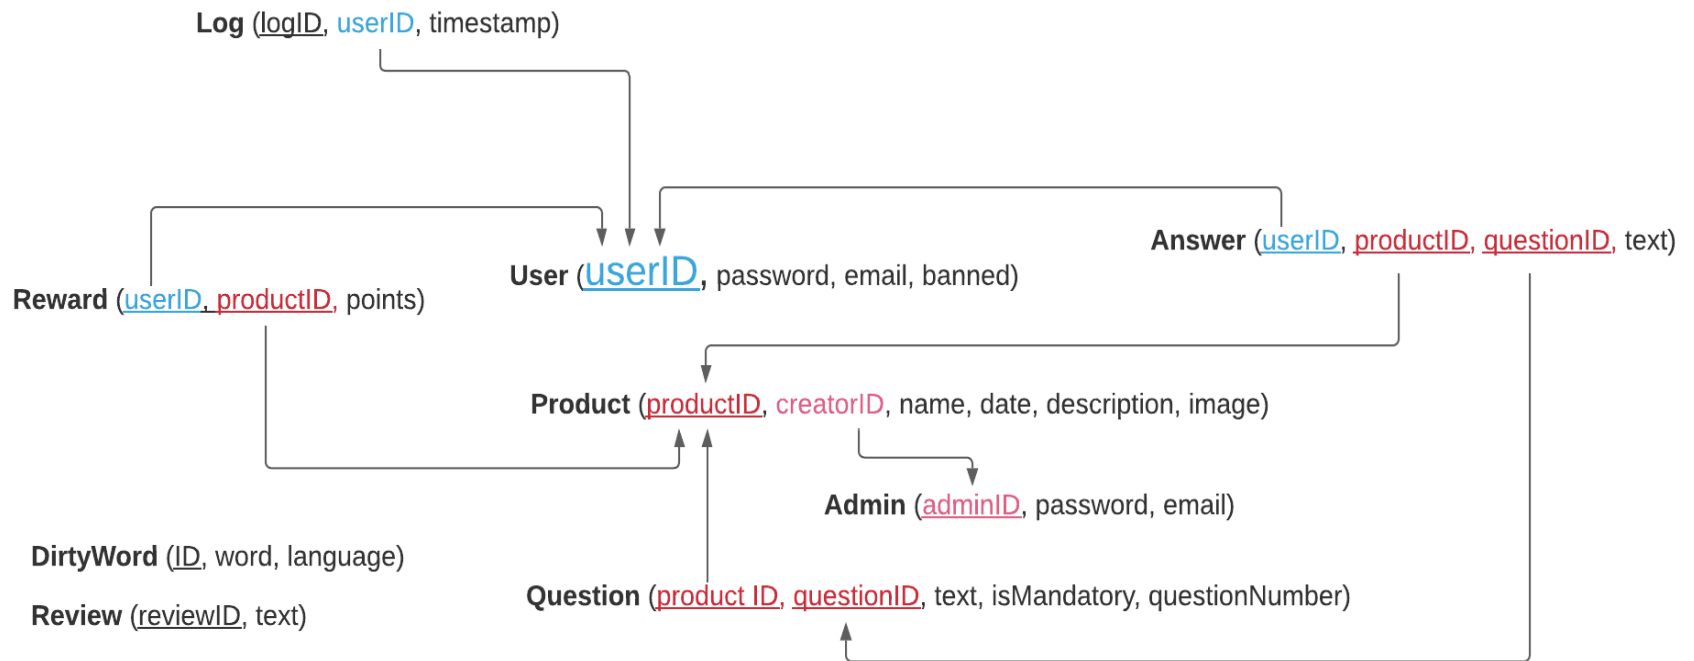 Log (logID, userID, timestamp)
Answer (userID, productID, questionID, text)
User (userID, password, email, banned)
Reward (userID, productID, points)
Product (productID, creatorID, name, date, description, image)
Admin (adminID, password, email)
DirtyWord (ID, word, language)
Question (product ID, questionID, text, isMandatory, questionNumber)
Review (reviewID, text)